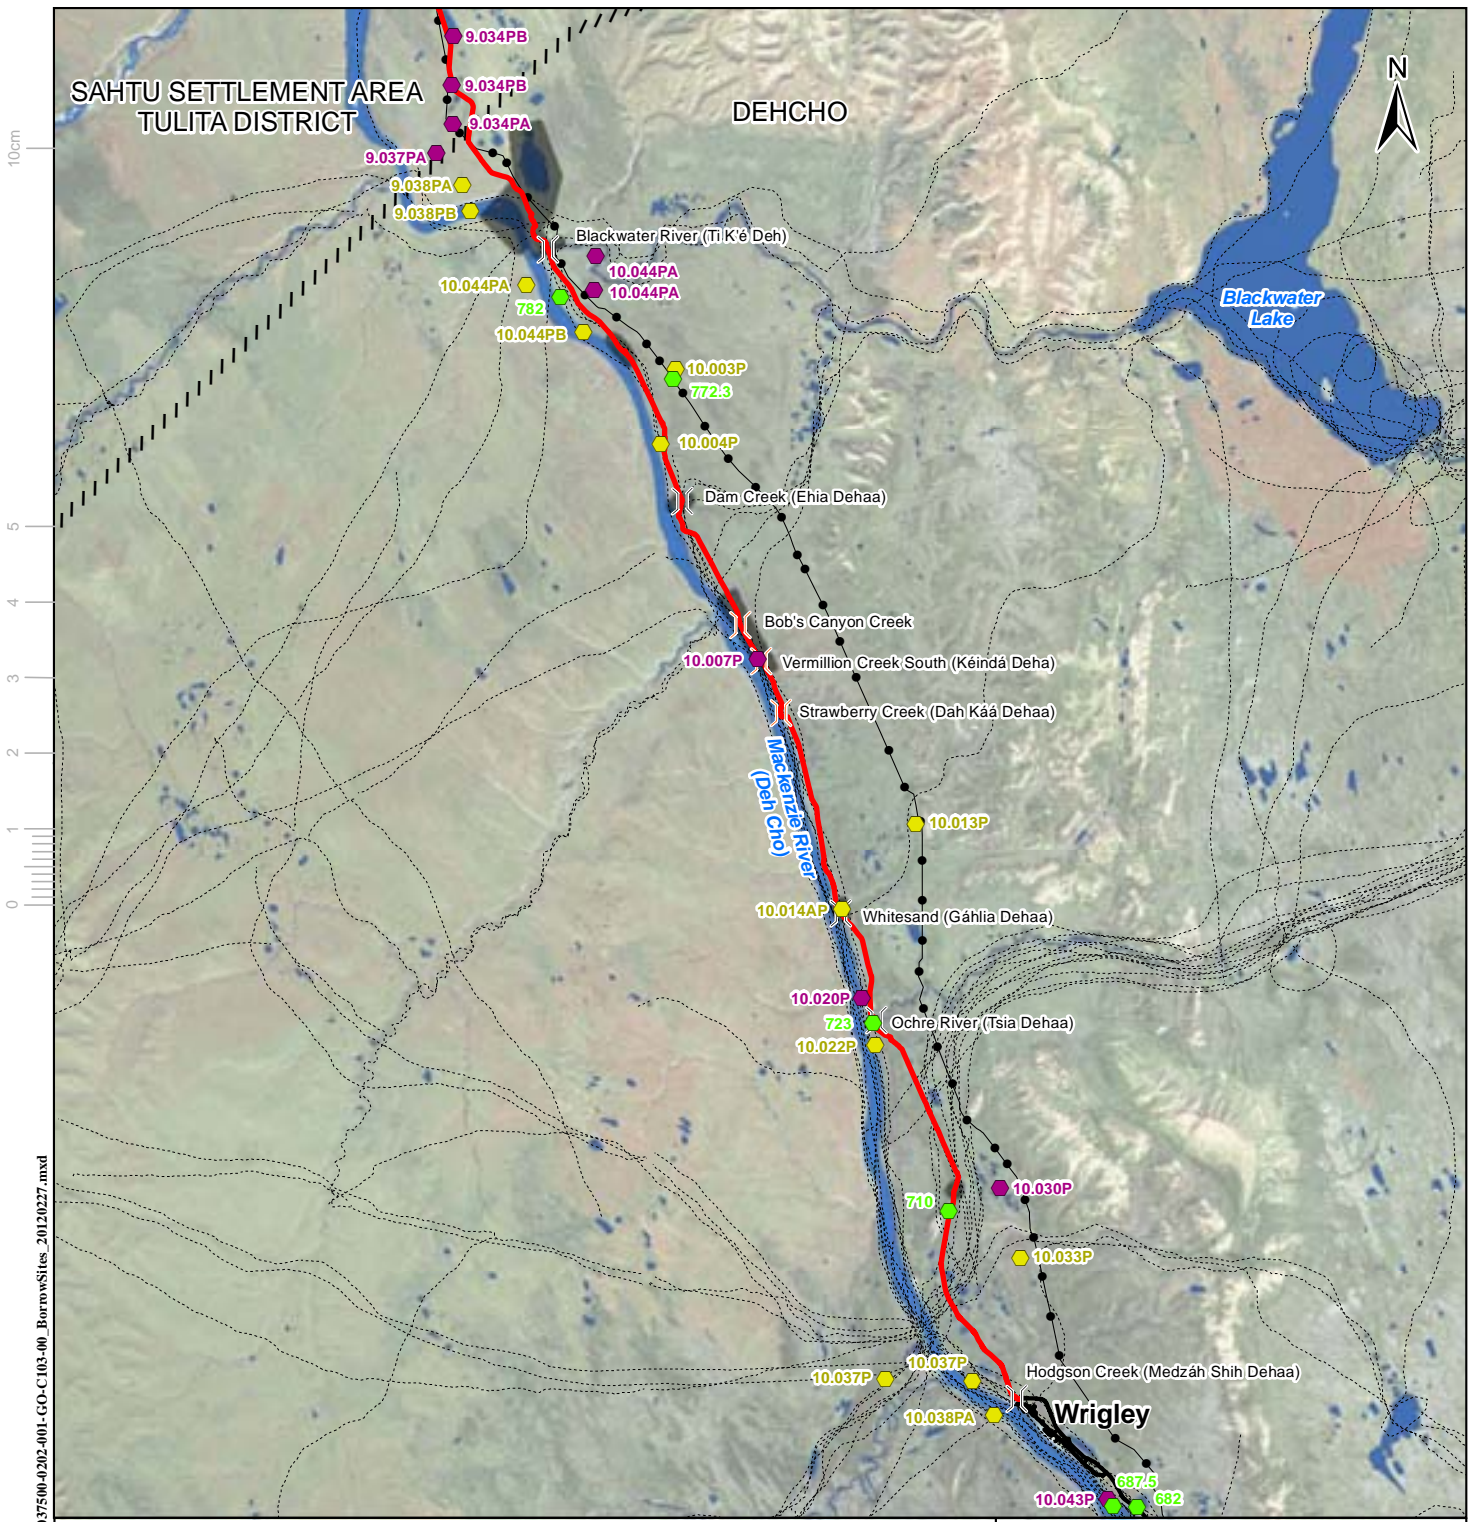 9.034PB
SAHTU SETTLEMENT AREA
TULITA DISTRICT
9.034PB
DEHCHO
N
9.034PA
10cm
9.037PA
9.038PA
9.038PB
Blackwater River (Ti K'é Deh)
10.044PA
10.044PA
10.044PA
782
Blackwater
Lake
10.044PB
10.003P
772.3
10.004P
Dam Creek (Ehia Dehaa)
5
4
Bob's Canyon Creek
10.007P
Vermillion Creek South (Kéindá Deha)
3
Strawberry Creek (Dah Káá Dehaa)
2
Mackenzie River
(Deh Cho)
1
10.013P
0
10.014AP
Whitesand (Gáhlia Dehaa)
10.020P
723
Ochre River (Tsia Dehaa)
10.022P
10.030P
710
10.033P
037500-0202-001-GO-C103-00_BorrowSites_20120227.mxd
10.037P
10.037P
Hodgson Creek (Medzáh Shih Dehaa)
10.038PA
Wrigley
687.5
10.043P
682